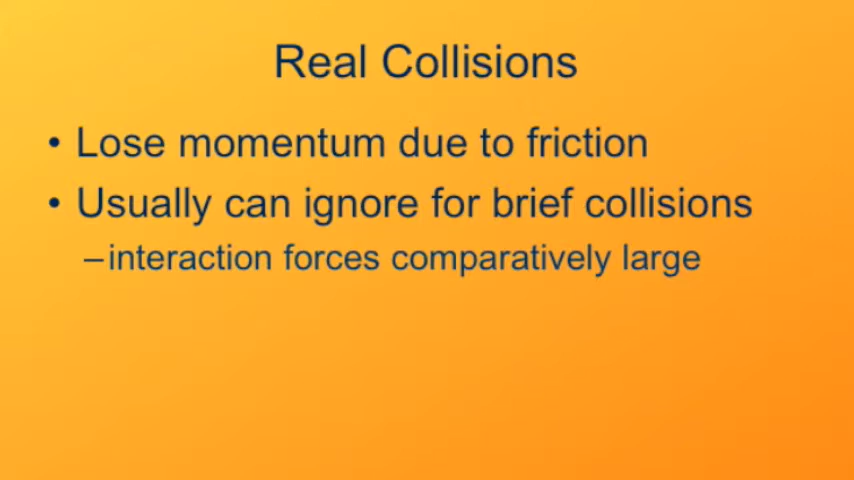 Real Collisions
• Lose momentum due to friction
• Usually can ignore for brief collisions
–interaction forces comparatively large